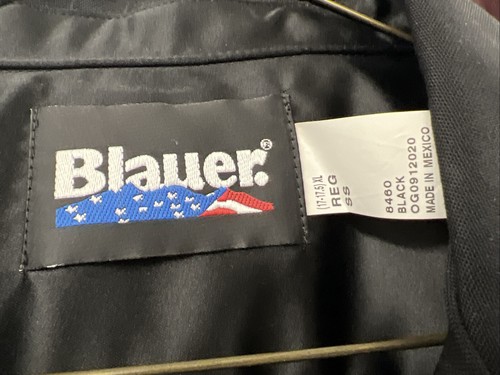 Blauer.®
(17-17.5) XL
REG
SS
8460
BLACK
OG0912020
MADE IN MEXICO